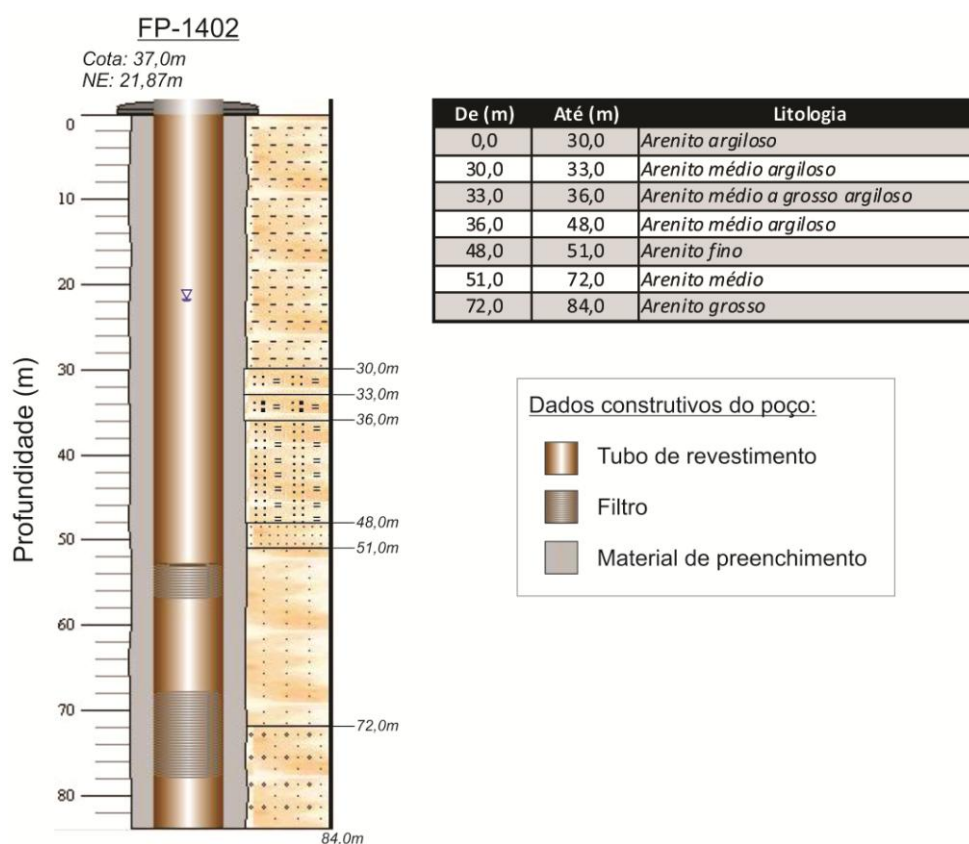 FP-1402
Cota: 37,0m
NE: 21,87m
Profundidade (m)
0
10
20
30
40
50
60
70
80
30,0m
33,0m
36,0m
48,0m
51,0m
72,0m
84,0m
De (m) Até (m) Litologia
0,0 30,0 Arenito argiloso
30,0 33,0 Arenito médio argiloso
33,0 36,0 Arenito médio a grosso argiloso
36,0 48,0 Arenito médio argiloso
48,0 51,0 Arenito fino
51,0 72,0 Arenito médio
72,0 84,0 Arenito grosso
Dados construtivos do poço:
Tubo de revestimento
Filtro
Material de preenchimento